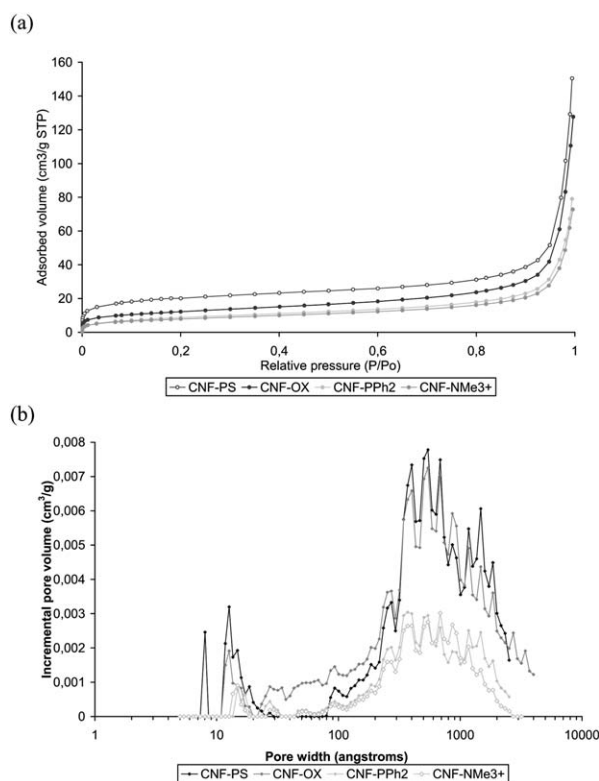 (a)
Adsorbed volume (cm3/g STP)
160
140
120
100
80
60
40
20
0
0 0,2 0,4 0,6 0,8 1
Relative pressure (P/Po)
CNF-PS CNF-OX CNF-PPh2 CNF-NMe3+
(b)
Incremental pore volume (cm³/g)
0,008
0,007
0,006
0,005
0,004
0,003
0,002
0,001
0
1 10 100 1000 10000
Pore width (angstroms)
CNF-PS CNF-OX CNF-PPh2 CNF-NMe3+